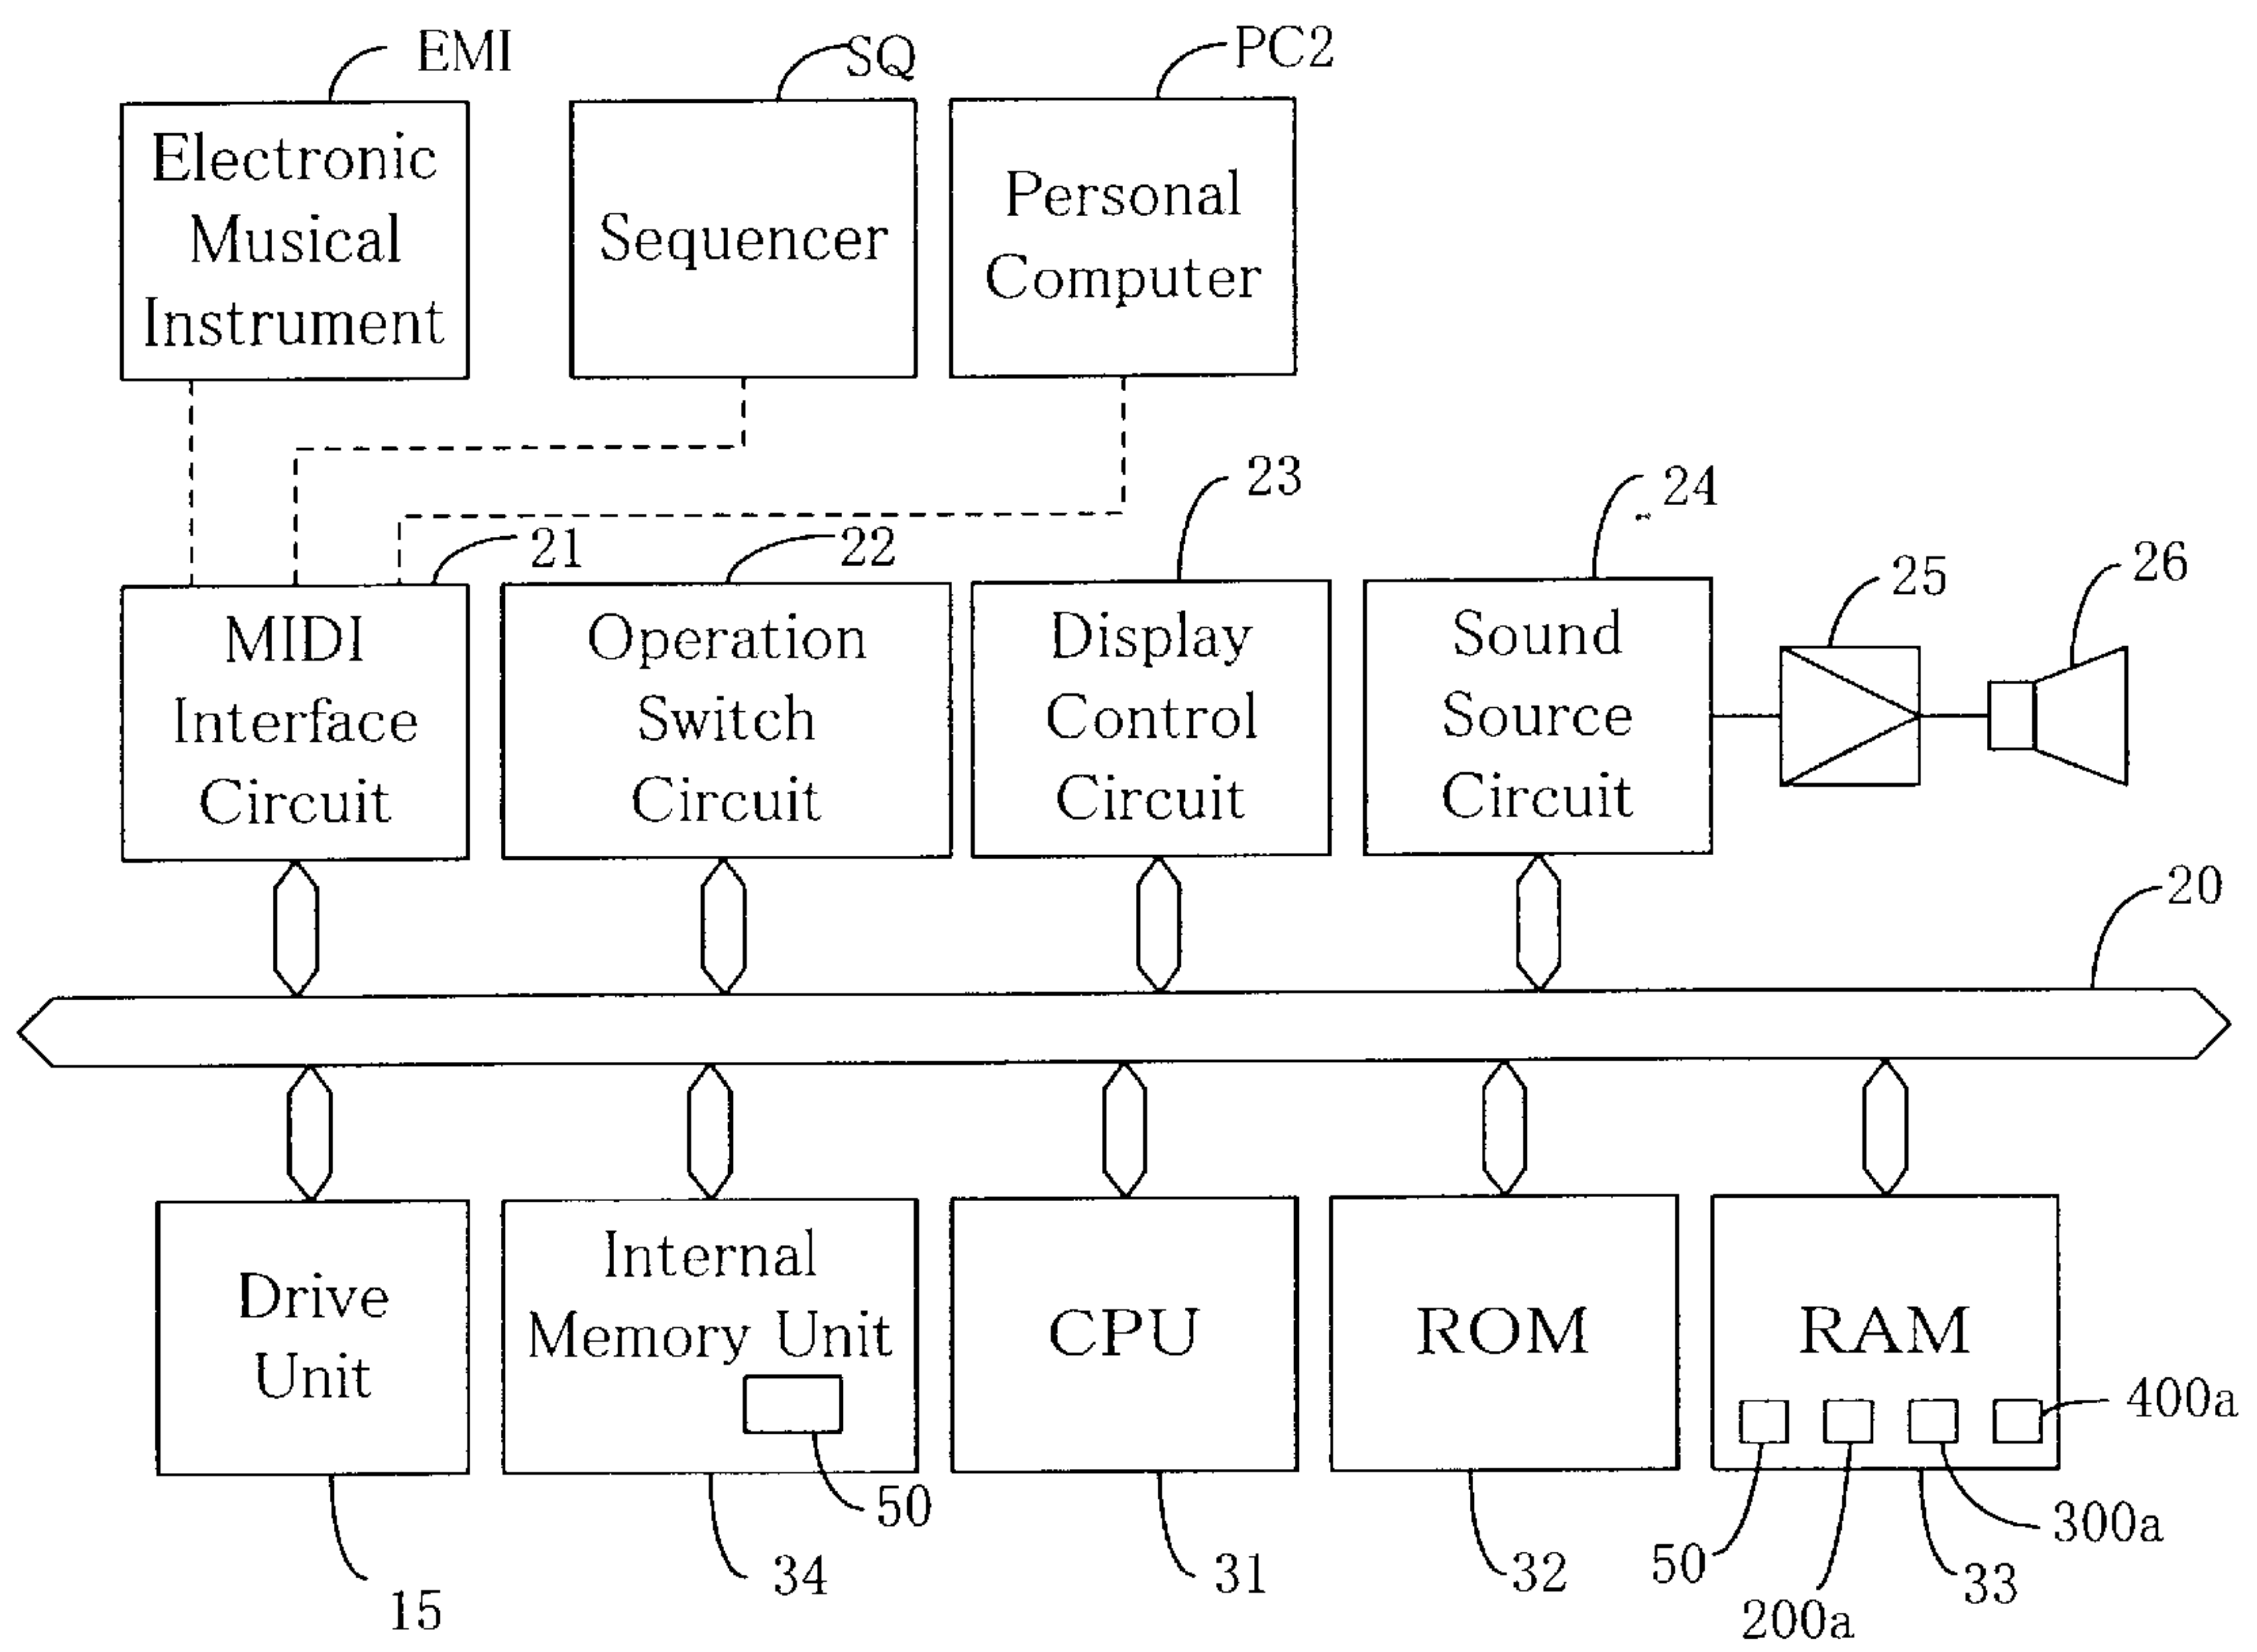 EMI
SQ
PC2
Electronic
Musical
Instrument
Sequencer
Personal
Computer
21
22
23
24
25
26
MIDI
Interface
Circuit
Operation
Switch
Circuit
Display
Control
Circuit
Sound
Source
Circuit
20
Drive
Unit
Internal
Memory Unit
CPU
ROM
RAM
400a
50
300a
50
200a
15
34
31
32
33